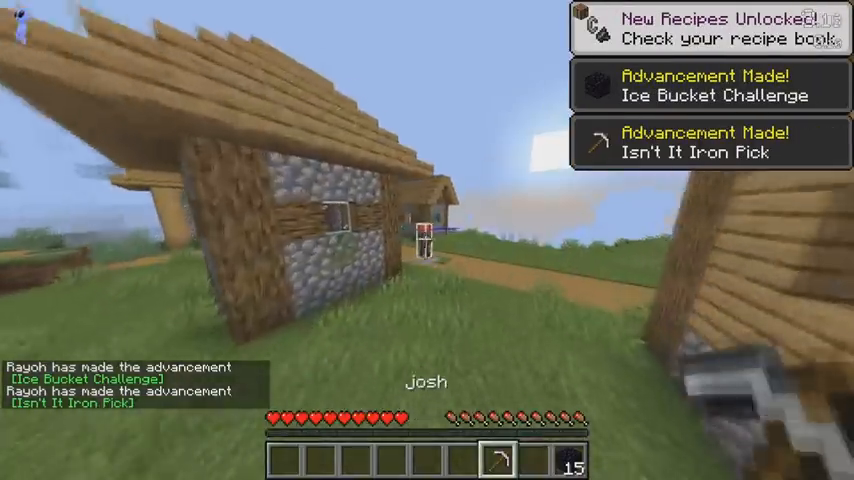 New Recipes Unlocked!
Check your recipe book
Advancement Made!
Ice Bucket Challenge
Advancement Made!
Isn't It Iron Pick
Rayoh has made the advancement
[Ice Bucket Challenge]
Rayoh has made the advancement
[Isn't It Iron Pick]
josh
15